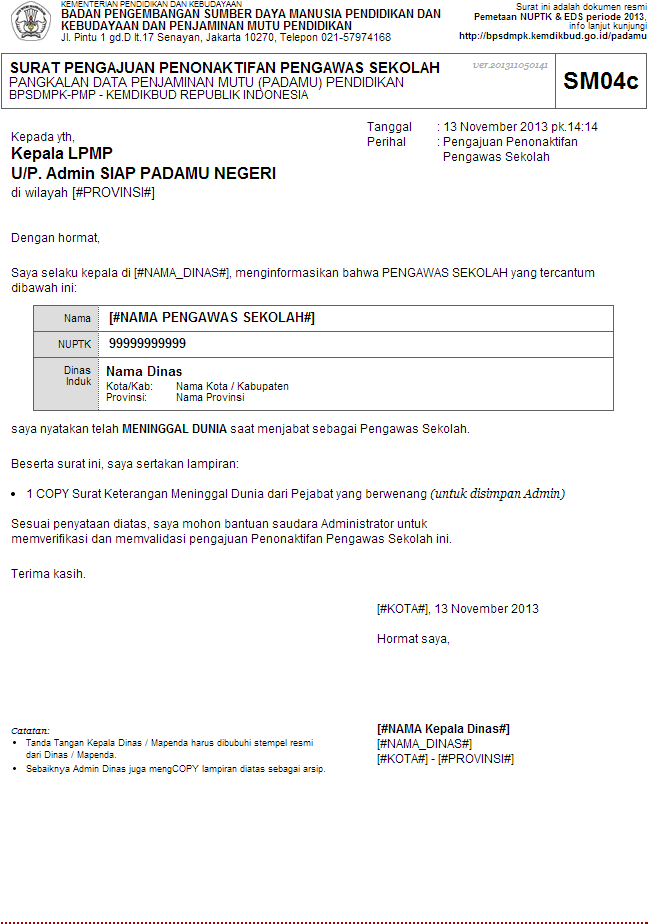 KEMENTERIAN PENDIDIKAN DAN KEBUDAYAAN
BADAN PENGEMBANGAN SUMBER DAYA MANUSIA PENDIDIKAN DAN
KEBUDAYAAN DAN PENJAMINAN MUTU PENDIDIKAN
Jl. Pintu 1 gd.D lt.17 Senayan, Jakarta 10270, Telepon 021-57974168
Surat ini adalah dokumen resmi
Pemetaan NUPTK & EDS periode 2013,
info lanjut kunjungi
http://bpsdmpk.kemdikbud.go.id/padamu
SURAT PENGAJUAN PENONAKTIFAN PENGAWAS SEKOLAH
ver.201311050141
PANGKALAN DATA PENJAMINAN MUTU (PADAMU) PENDIDIKAN
BPSDMPK-PMP - KEMDIKBUD REPUBLIK INDONESIA
SM04c
Tanggal : 13 November 2013 pk.14:14
Perihal : Pengajuan Penonaktifan
Pengawas Sekolah
Kepada yth,
Kepala LPMP
U/P. Admin SIAP PADAMU NEGERI
di wilayah [#PROVINSI#]
Dengan hormat,
Saya selaku kepala di [#NAMA_DINAS#], menginformasikan bahwa PENGAWAS SEKOLAH yang tercantum
dibawah ini:
Nama [#NAMA PENGAWAS SEKOLAH#]
NUPTK 99999999999
Dinas Induk Nama Dinas
Kota/Kab: Nama Kota / Kabupaten
Provinsi: Nama Provinsi
saya nyatakan telah MENINGGAL DUNIA saat menjabat sebagai Pengawas Sekolah.
Beserta surat ini, saya sertakan lampiran:
• 1 COPY Surat Keterangan Meninggal Dunia dari Pejabat yang berwenang (untuk disimpan Admin)
Sesuai penyataan diatas, saya mohon bantuan saudara Administrator untuk
memverifikasi dan memvalidasi pengajuan Penonaktifan Pengawas Sekolah ini.
Terima kasih.
[#KOTA#], 13 November 2013
Hormat saya,
[#NAMA Kepala Dinas#]
[#NAMA_DINAS#]
[#KOTA#] - [#PROVINSI#]
Catatan:
• Tanda Tangan Kepala Dinas / Mapenda harus dibubuhi stempel resmi
dari Dinas / Mapenda.
• Sebaiknya Admin Dinas juga mengCOPY lampiran diatas sebagai arsip.